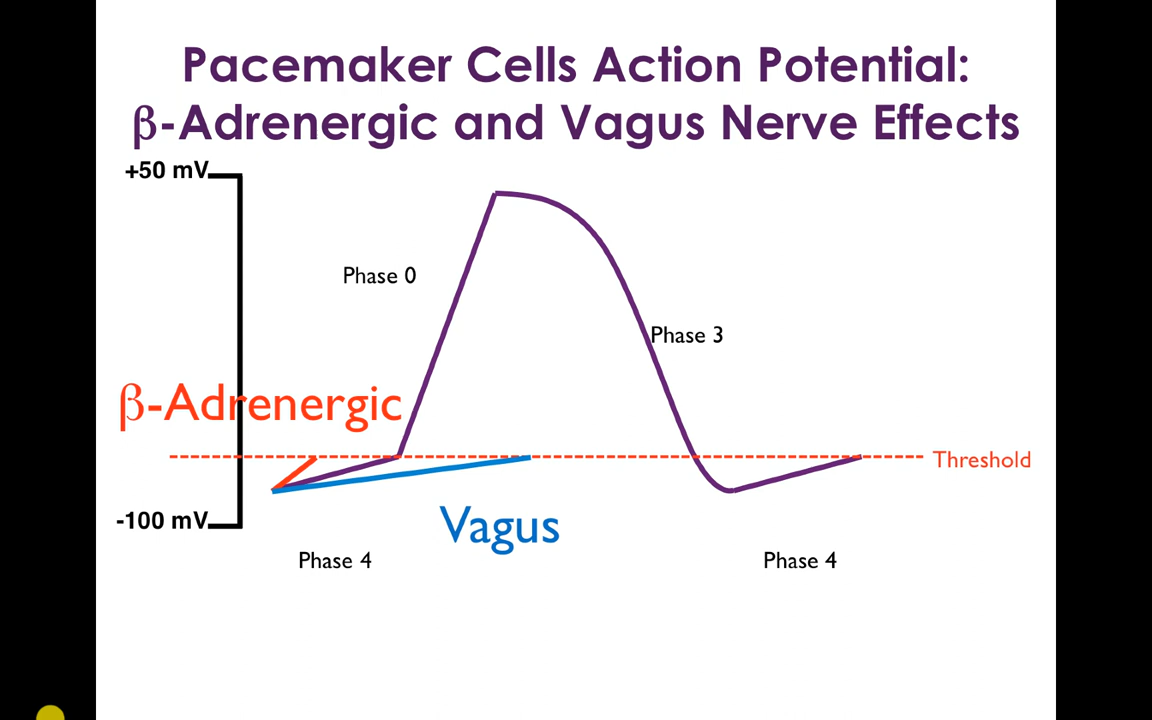 Pacemaker Cells Action Potential:
β-Adrenergic and Vagus Nerve Effects
+50 mV
Phase 0
Phase 3
β-Adrenergic
Threshold
-100 mV
Vagus
Phase 4
Phase 4